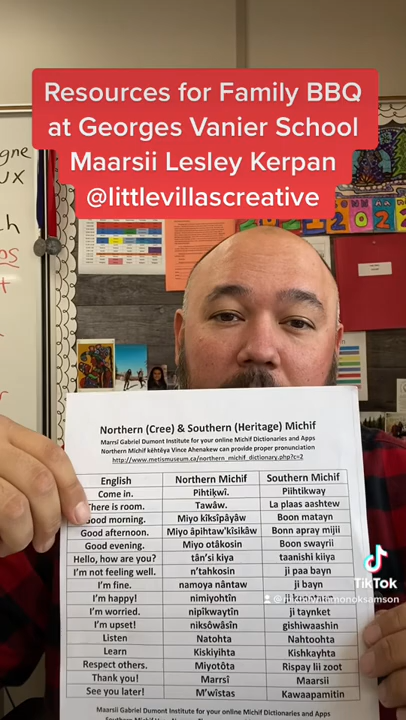 Resources for Family BBQ
at Georges Vanier School
Maarsii Lesley Kerpan
@littlevillascreative
Northern (Cree) & Southern (Heritage) Michif
Marrsî Gabriel Dumont Institute for your online Michif Dictionaries and Apps
Northern Michif kêhtêya Vince Ahenakew can provide proper pronunciation
http://www.metismuseum.ca/northern_michif_dictionary.php?c=2
English Northern Michif Southern Michif
Come in. Pihtikwî. Piihtikway
There is room. Tawâw. La plaas aashtew
Good morning. Miyo kîksîpâyâw Boon matayn
Good afternoon. Miyo âpihtaw'kîsikâw Bon apray mijii
Good evening. Miyo otâkosin Boon swayrii
Hello, how are you? tân'si kiya taanishi kiiya
I'm not feeling well. n'tahkosin ji paa bayn
I'm fine. namoya nântaw ji bayn
I'm happy! nimiyohtîn
I'm worried. nipîkwaytîn ji taynket
I'm upset! niksôwâsîn gishiwaashin
Listen Natohta Nahtoohta
Learn Kiskiyihta Kishkayhta
Respect others. Miyotôta Rispay lii zoot
Thank you! Marrsî Maarsii
See you later! M'wîstas Kawaapamitin
Maarsii Gabriel Dumont Institute for your online Michif Dictionaries and Apps
TikTok